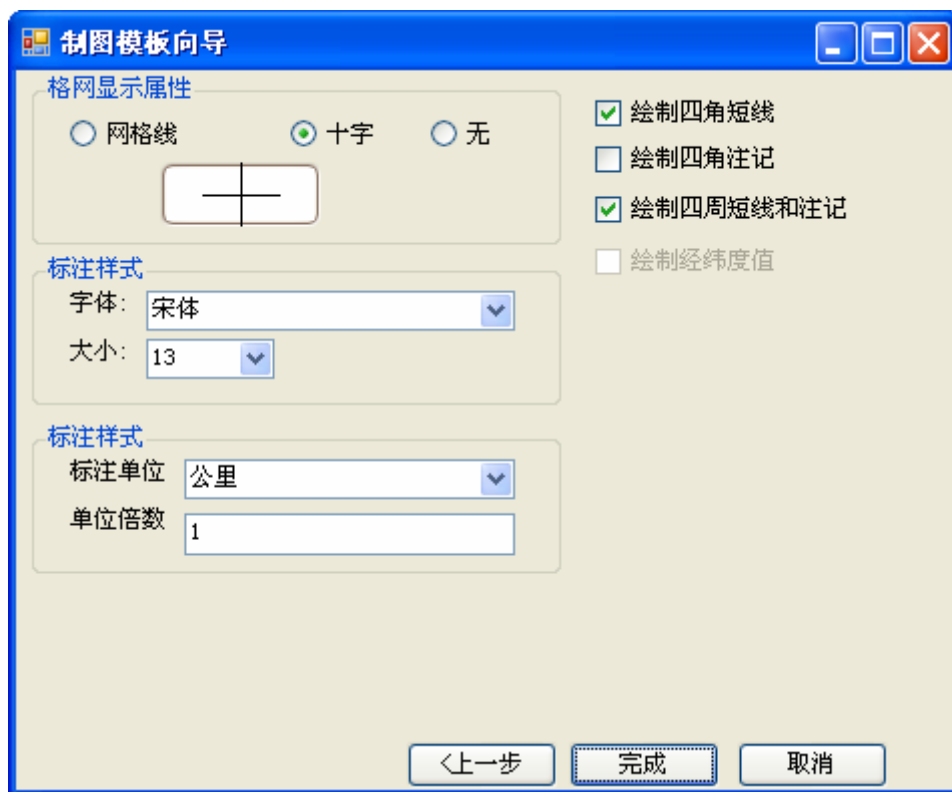 制图模板向导
格网显示属性
网格线 十字 无
标注样式
字体:
宋体
大小:
13
标注样式
标注单位
公里
单位倍数
1
绘制四角短线
绘制四角注记
绘制四周短线和注记
绘制经纬度值
<上一步 完成 取消